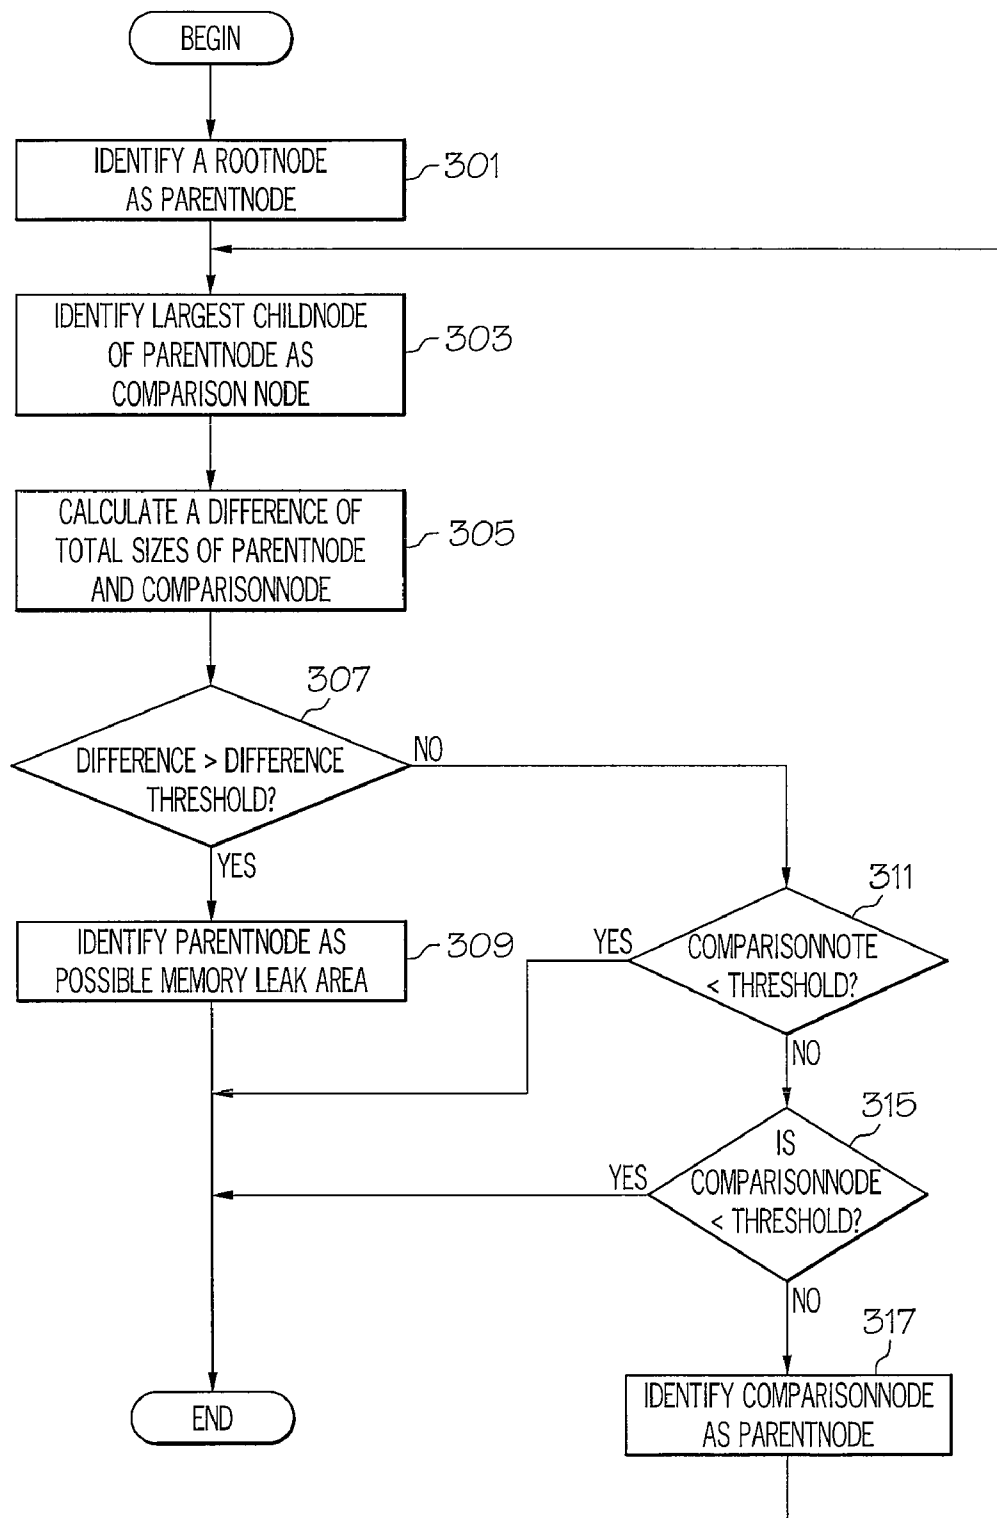 BEGIN
IDENTIFY A ROOTNODE
AS PARENTNODE
301
IDENTIFY LARGEST CHILDNODE
OF PARENTNODE AS
COMPARISON NODE
303
CALCULATE A DIFFERENCE OF
TOTAL SIZES OF PARENTNODE
AND COMPARISONNODE
305
307
DIFFERENCE > DIFFERENCE
THRESHOLD?
NO
YES
IDENTIFY PARENTNODE AS
POSSIBLE MEMORY LEAK AREA
309
311
YES
COMPARISONNOTE
< THRESHOLD?
NO
315
YES
IS
COMPARISONNODE
< THRESHOLD?
NO
317
IDENTIFY COMPARISONNODE
AS PARENTNODE
END